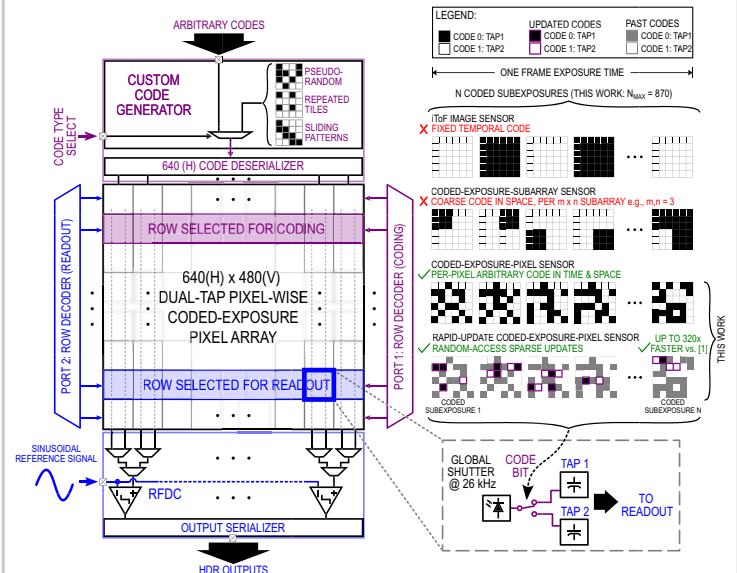 ARBITRARY CODES
CUSTOM
CODE
GENERATOR
PSEUDO-
RANDOM
REPEATED
TILES
SLIDING
PATTERNS
CODE TYPE
SELECT
640 (H) CODE DESERIALIZER
ROW SELECTED FOR CODING
640(H) x 480(V)
DUAL-TAP PIXEL-WISE
CODED-EXPOSURE
PIXEL ARRAY
ROW SELECTED FOR READOUT
PORT 2: ROW DECODER (READOUT)
PORT 1: ROW DECODER (CODING)
SINUSOIDAL
REFERENCE SIGNAL
RFDC
OUTPUT SERIALIZER
HDR OUTPUTS
LEGEND:
CODE 0: TAP1
CODE 1: TAP2
UPDATED CODES
CODE 0: TAP1
CODE 1: TAP2
PAST CODES
CODE 0: TAP1
CODE 1: TAP2
ONE FRAME EXPOSURE TIME
N CODED SUBEXPOSURES (THIS WORK: NMAX = 870)
iToF IMAGE SENSOR
FIXED TEMPORAL CODE
CODED-EXPOSURE-SUBARRAY SENSOR
COARSE CODE IN SPACE, PER m x n SUBARRAY e.g., m,n = 3
CODED-EXPOSURE-PIXEL SENSOR
PER-PIXEL ARBITRARY CODE IN TIME & SPACE
RAPID-UPDATE CODED-EXPOSURE-PIXEL SENSOR
RANDOM-ACCESS SPARSE UPDATES
UP TO 320x
FASTER vs. [1]
CODED
SUBEXPOSURE 1
CODED
SUBEXPOSURE N
THIS WORK
GLOBAL
SHUTTER
@ 26 kHz
CODE
BIT
TAP 1
TAP 2
TO
READOUT